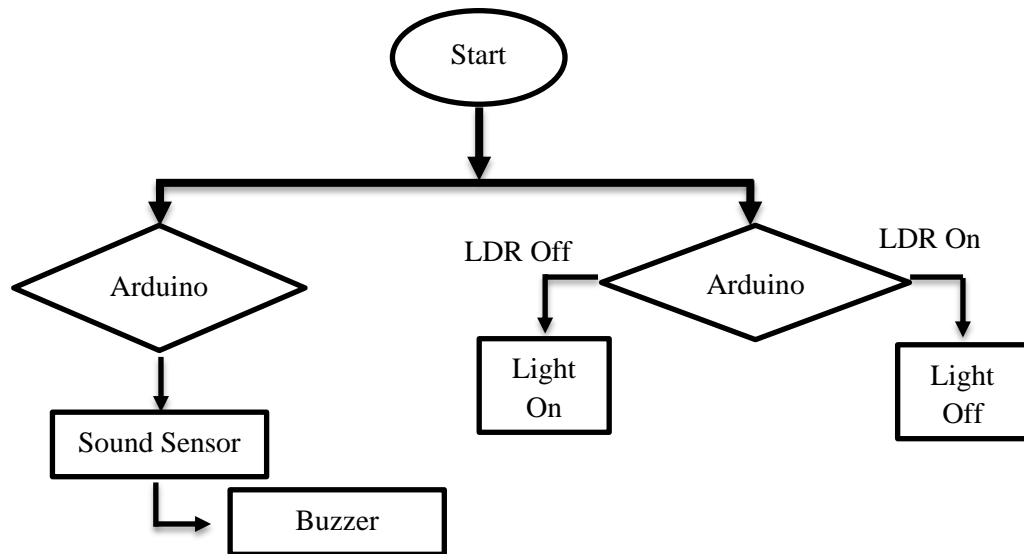 Start
LDR Off
LDR On
Arduino
Arduino
Light
On
Light
Off
Sound Sensor
Buzzer